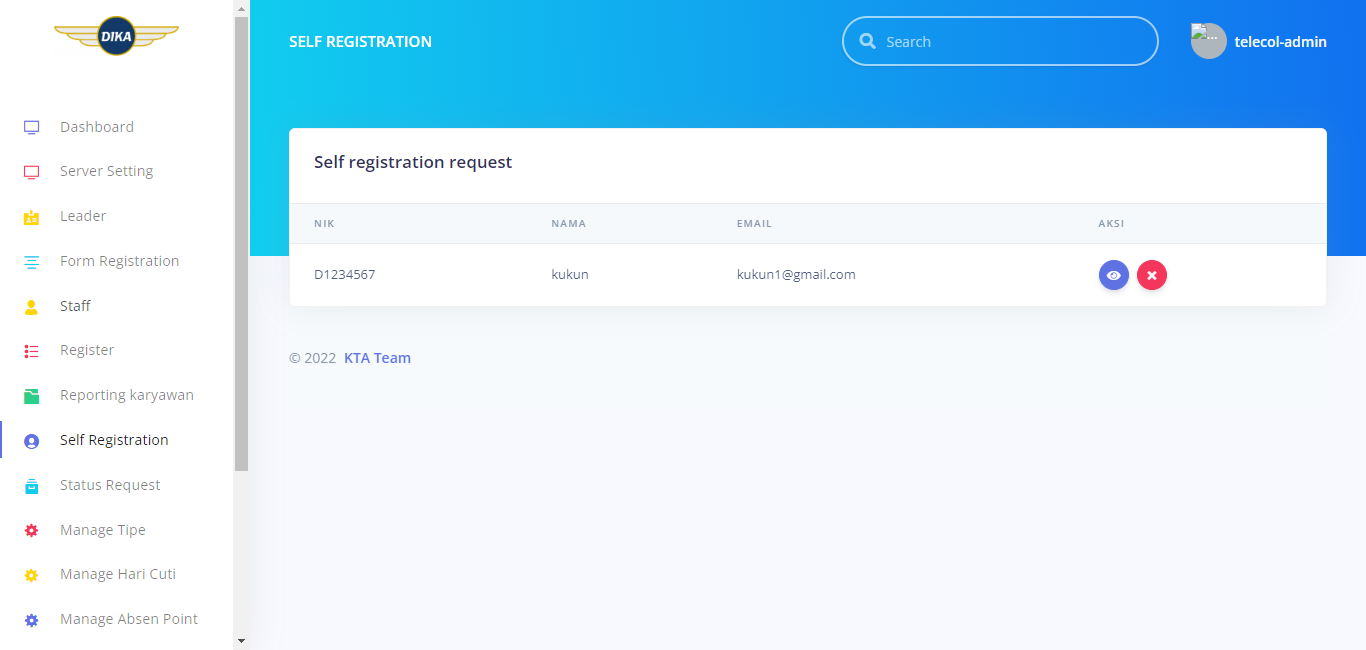 DIKA
Dashboard
Server Setting
Leader
Form Registration
Staff
Register
Reporting karyawan
Self Registration
Status Request
Manage Tipe
Manage Hari Cuti
Manage Absen Point
SELF REGISTRATION
Search
...
telecol-admin
Self registration request
NIK NAMA EMAIL AKSI
D1234567 kukun kukun1@gmail.com
© 2022 KTA Team